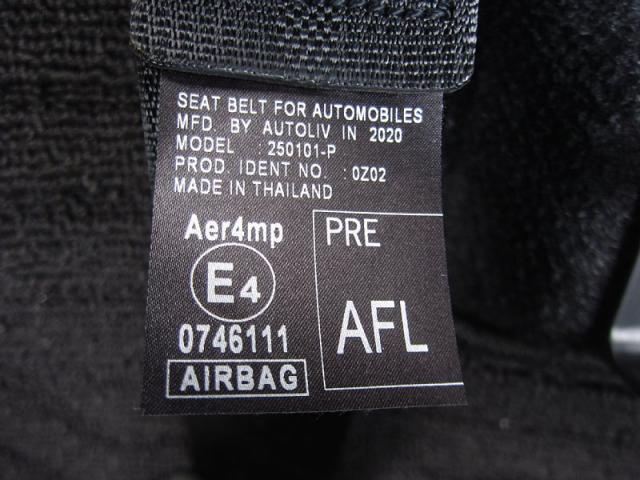 SEAT BELT FOR AUTOMOBILES
MFD. BY AUTOLIV IN 2020
MODEL : 250101-P
PROD. IDENT NO. : 0Z02
MADE IN THAILAND
Aer4mp
E4
0746111
AIRBAG
PRE
AFL